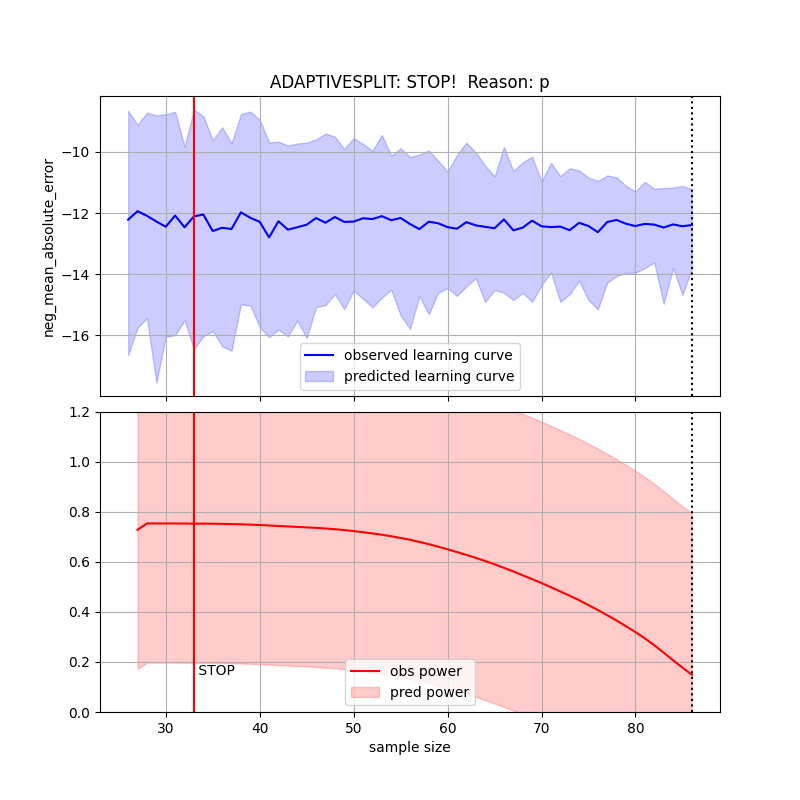 ADAPTIVESPLIT: STOP!  Reason: p
neg_mean_absolute_error
−10
−12
−14
−16
observed learning curve
predicted learning curve
1.2
1.0
0.8
0.6
0.4
0.2
0.0
STOP
obs power
pred power
30 40 50 60 70 80
sample size